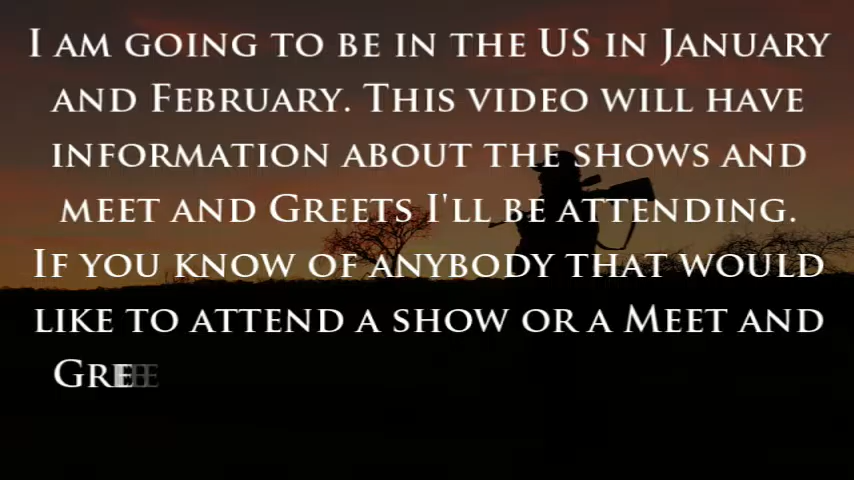 I am going to be in the US in January
and February. This video will have
information about the shows and
meet and Greets I'll be attending.
If you know of anybody that would
like to attend a show or a Meet and